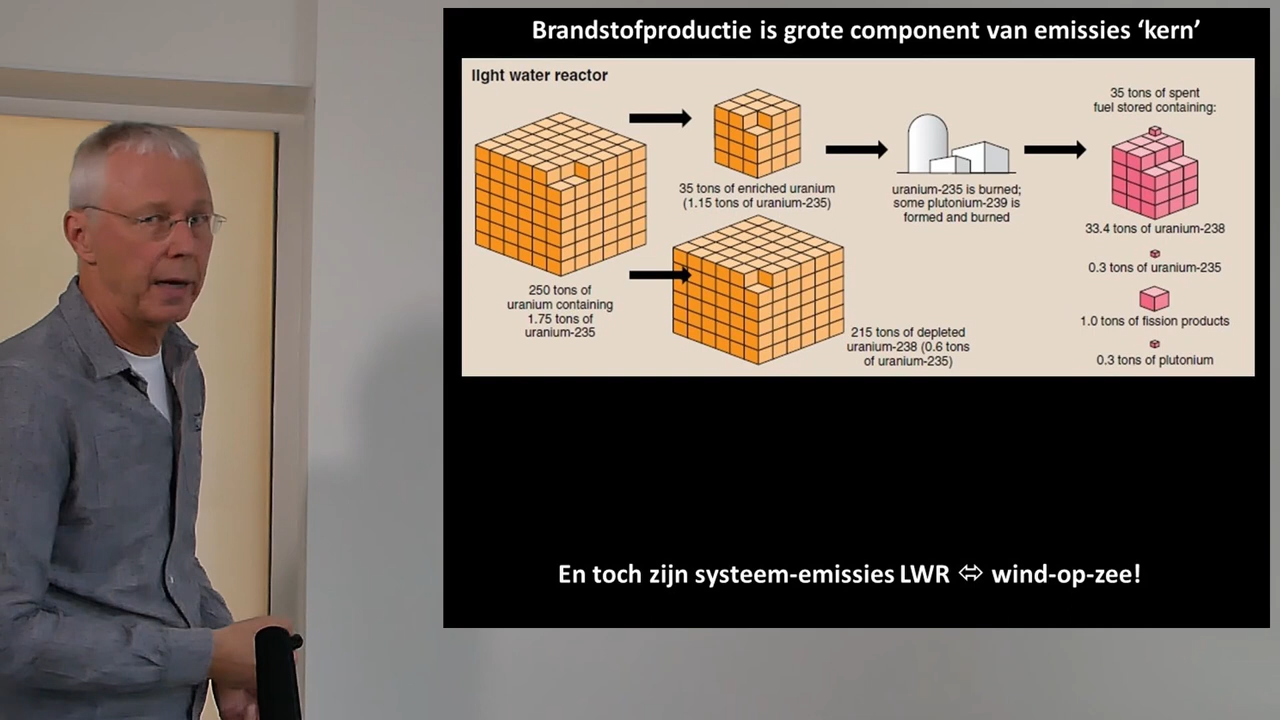 Brandstofproductie is grote component van emissies ‘kern’
light water reactor
250 tons of
uranium containing
1.75 tons of
uranium-235
35 tons of enriched uranium
(1.15 tons of uranium-235)
215 tons of depleted
uranium-238 (0.6 tons
of uranium-235)
uranium-235 is burned;
some plutonium-239 is
formed and burned
35 tons of spent
fuel stored containing:
33.4 tons of uranium-238
0.3 tons of uranium-235
1.0 tons of fission products
0.3 tons of plutonium
En toch zijn systeem-emissies LWR ⬄ wind-op-zee!